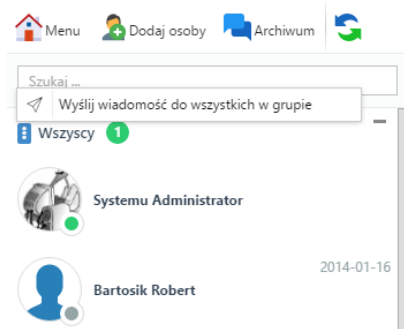 Menu Dodaj osoby Archiwum
Szukaj ...
Wyślij wiadomość do wszystkich w grupie
Wszyscy 1
Systemu Administrator
2014-01-16
Bartosik Robert